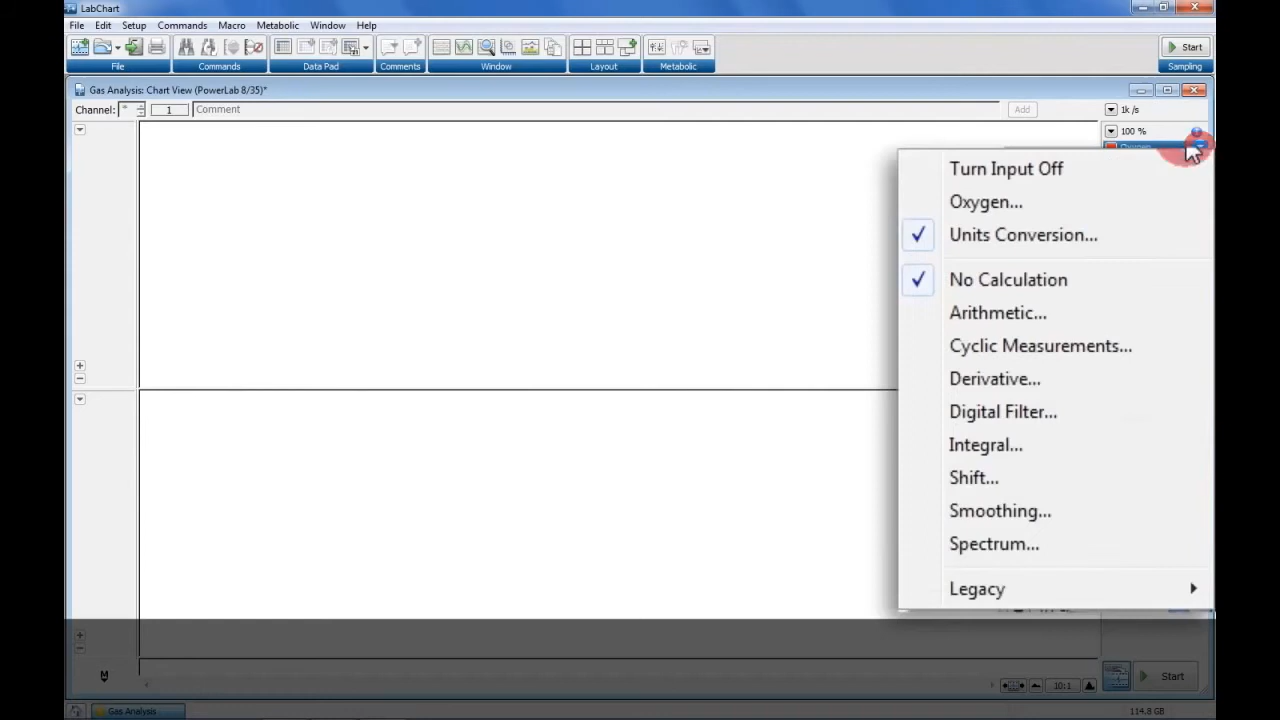 LabChart
File Edit Setup Commands Macro Metabolic Window Help
Start
File Commands Data Pad Comments Window Layout Metabolic Sampling
Gas Analysis: Chart View (PowerLab 8/35)*
Channel: * 1 Comment Add 1k /s
100 %
Oxygen
Turn Input Off
Oxygen...
Units Conversion...
No Calculation
Arithmetic...
Cyclic Measurements...
Derivative...
Digital Filter...
Integral...
Shift...
Smoothing...
Spectrum...
Legacy
M
10:1 Start
Gas Analysis 114.8 GB